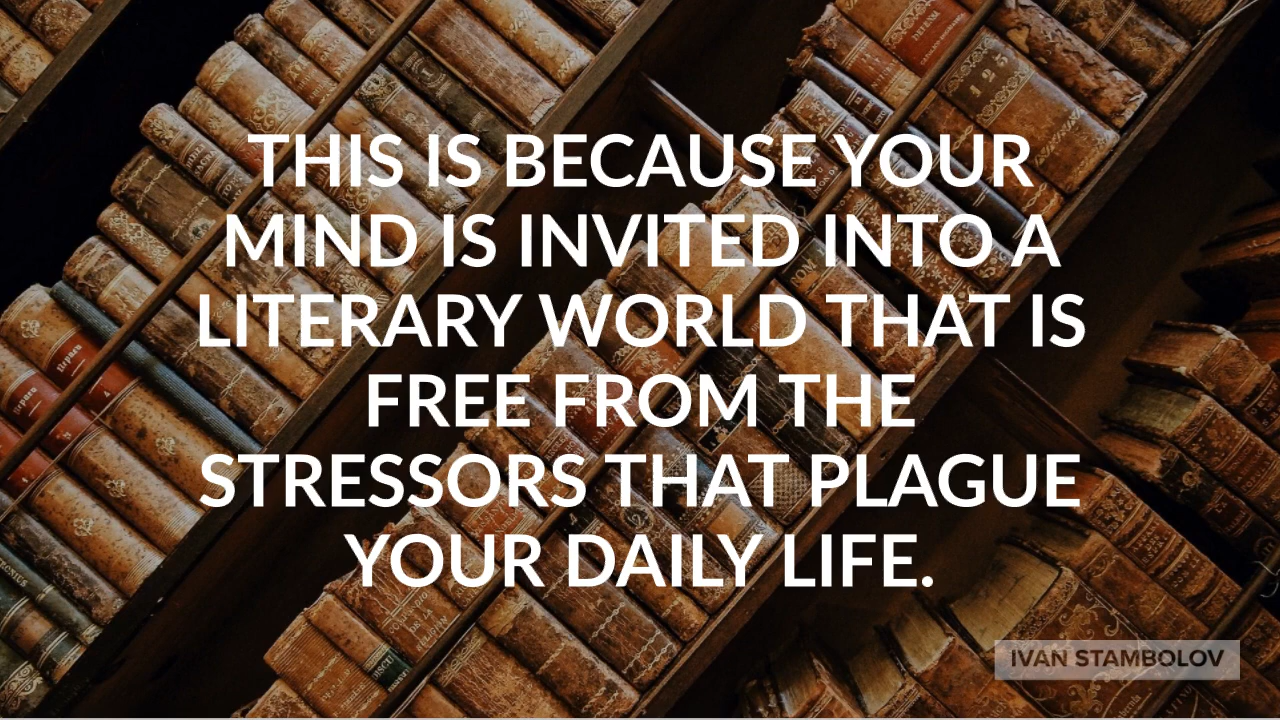 THIS IS BECAUSE YOUR
MIND IS INVITED INTO A
LITERARY WORLD THAT IS
FREE FROM THE
STRESSORS THAT PLAGUE
YOUR DAILY LIFE.
IVAN STAMBOLOV